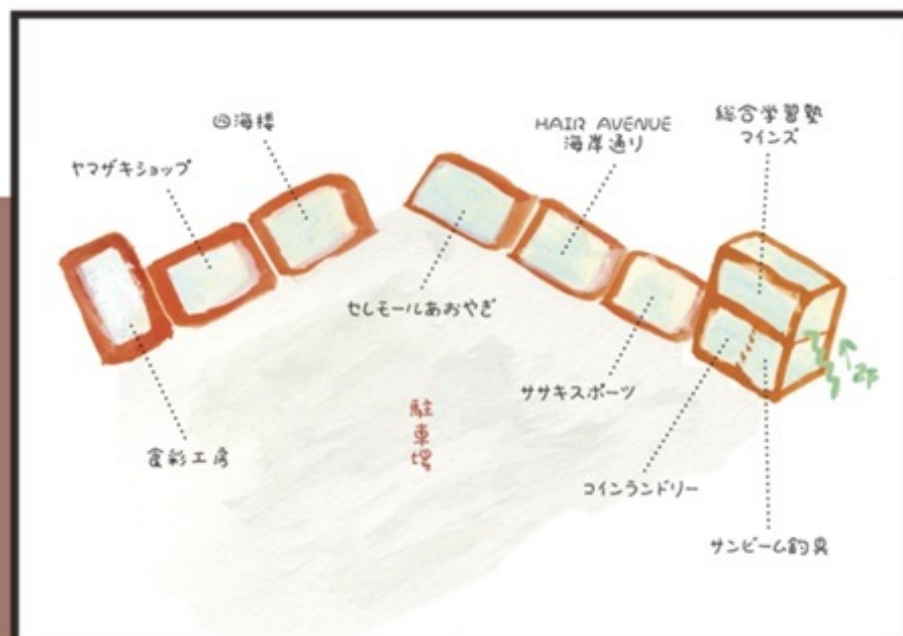 四海楼
ヤマザキショップ
HAIR AVENUE
海岸通り
総合学習塾
マインズ
セレモールあおやぎ
ササキスポーツ
駐車場
食彩工房
コインランドリー
サンビーム釣具
2F